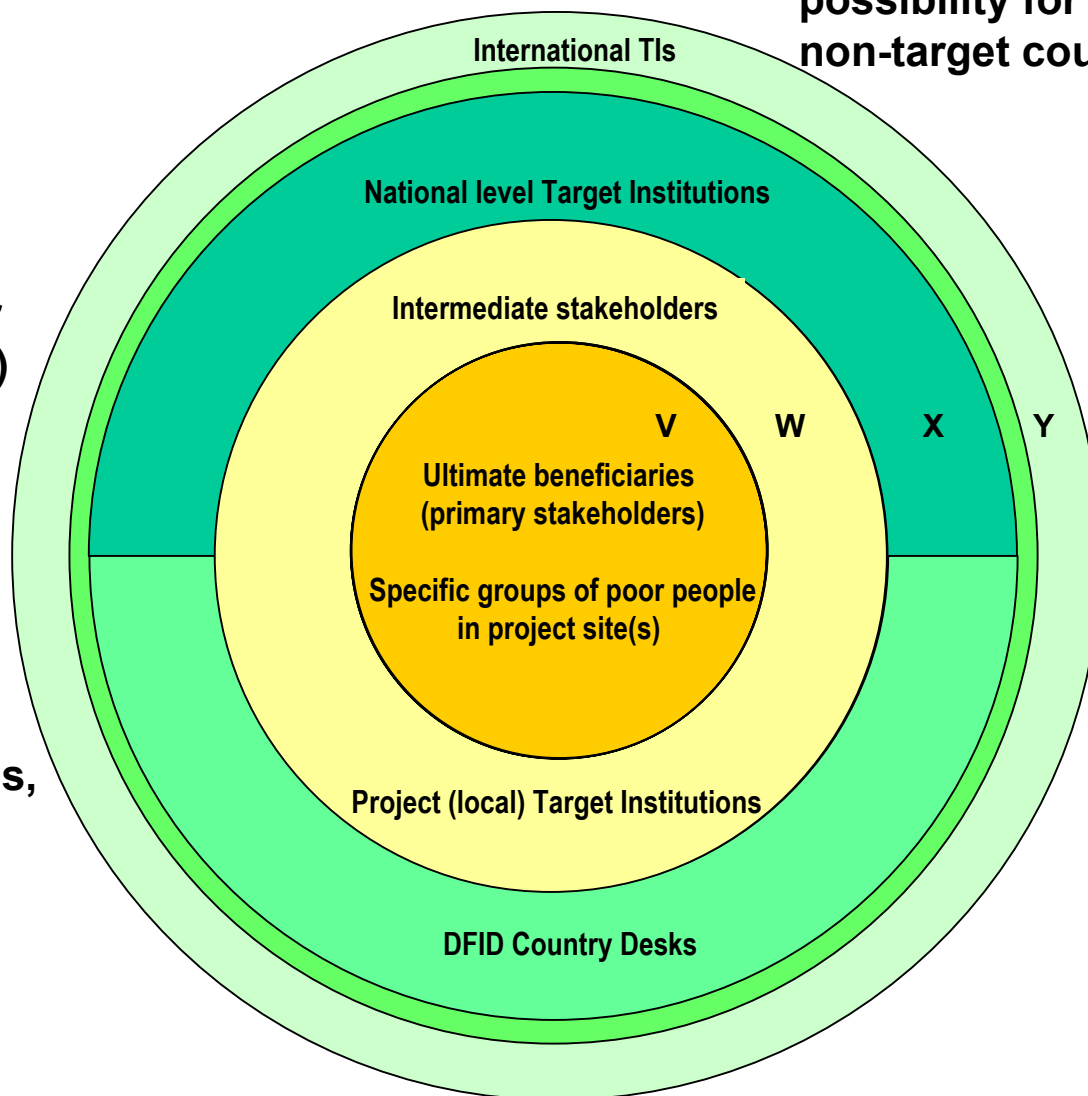 possibility for
non-target cou
International TIs
National level Target Institutions
Intermediate stakeholders
)
V W X Y
Ultimate beneficiaries
(primary stakeholders)
Specific groups of poor people
in project site(s)
s,
Project (local) Target Institutions
DFID Country Desks